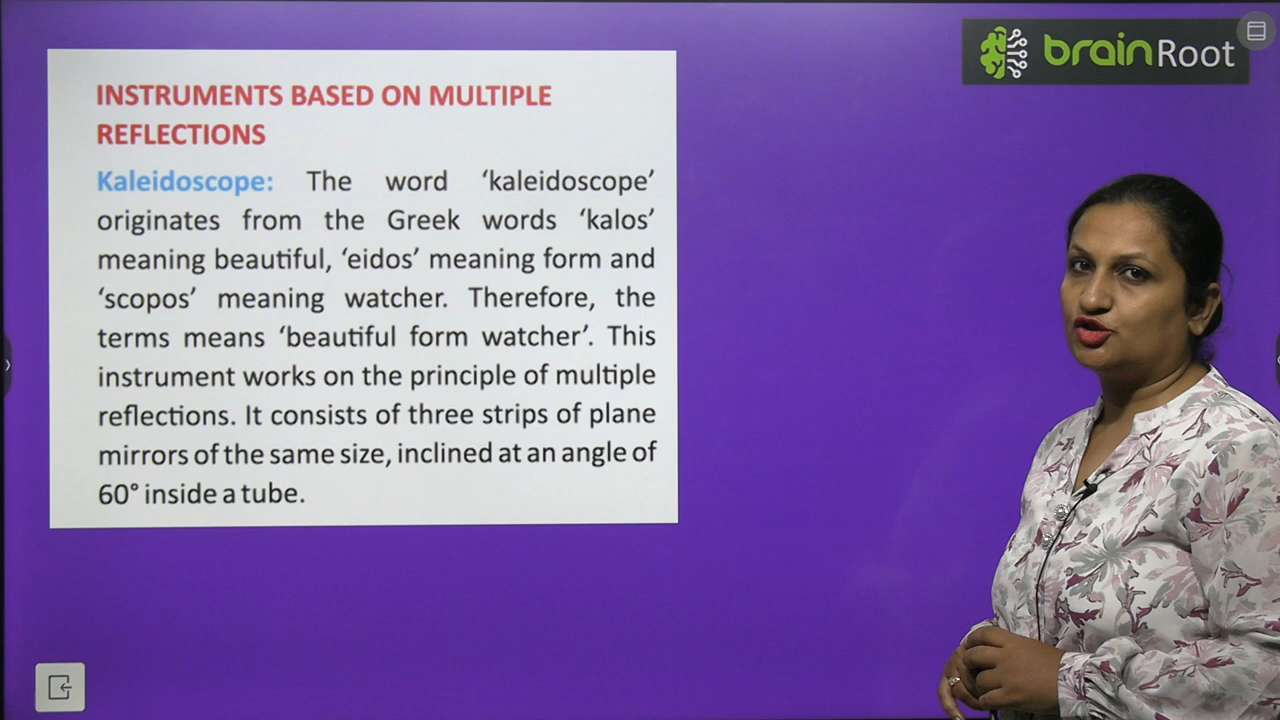 brainRoot
INSTRUMENTS BASED ON MULTIPLE
REFLECTIONS
Kaleidoscope: The word ‘kaleidoscope’
originates from the Greek words ‘kalos’
meaning beautiful, ‘eidos’ meaning form and
‘scopos’ meaning watcher. Therefore, the
terms means ‘beautiful form watcher’. This
instrument works on the principle of multiple
reflections. It consists of three strips of plane
mirrors of the same size, inclined at an angle of
60° inside a tube.